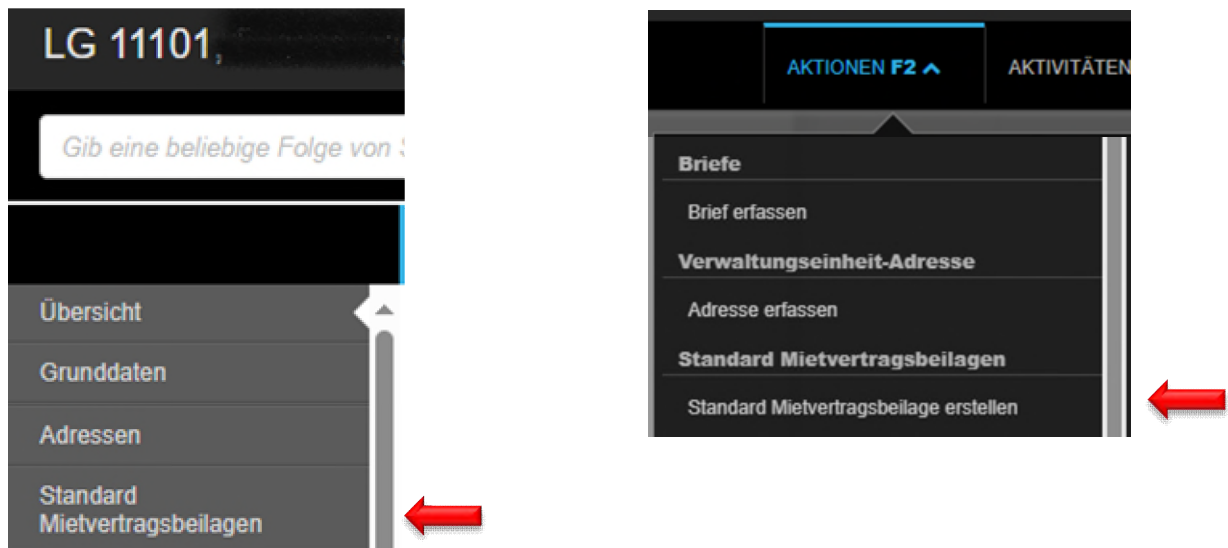 LG 11101,
Gib eine beliebige Folge von
Übersicht
Grunddaten
Adressen
Standard
Mietvertragsbeilagen
AKTIONEN F2
AKTIVITÄTEN
Briefe
Brief erfassen
Verwaltungseinheit-Adresse
Adresse erfassen
Standard Mietvertragsbeilagen
Standard Mietvertragsbeilage erstellen